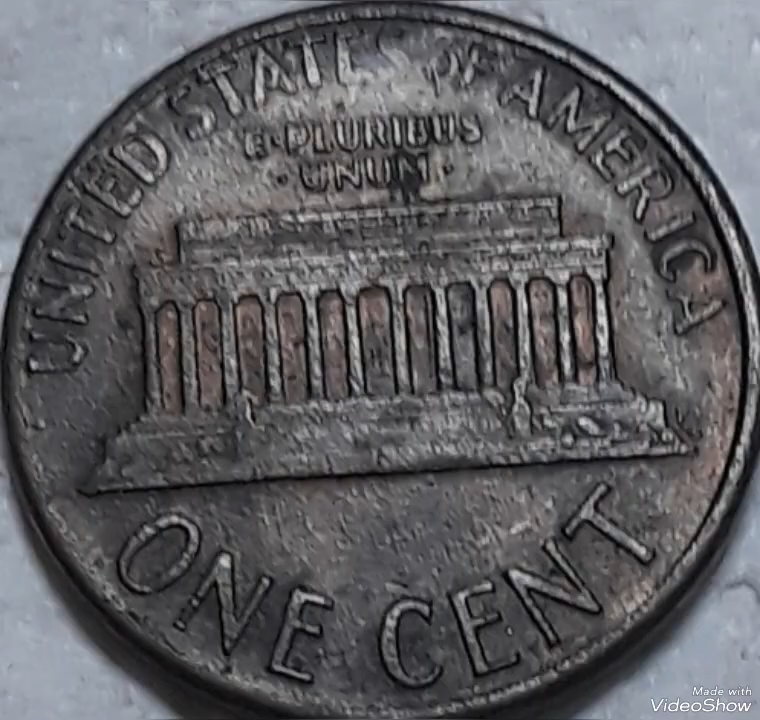 UNITED STATES OF AMERICA
E·PLURIBUS
·UNUM·
ONE CENT
Made with
VideoShow